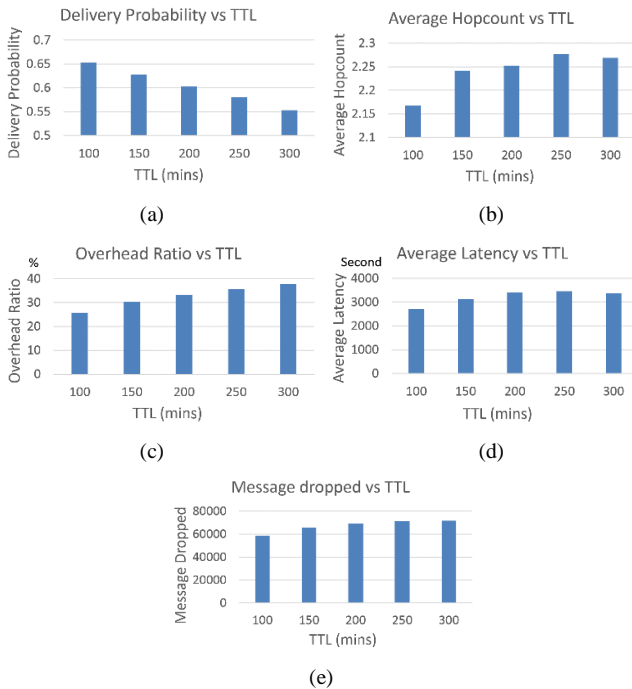 Delivery Probability vs TTL
Delivery Probability
0.7
0.65
0.6
0.55
0.5
100 150 200 250 300
TTL (mins)
(a)
Average Hopcount vs TTL
Average Hopcount
2.3
2.25
2.2
2.15
2.1
100 150 200 250 300
TTL (mins)
(b)
Overhead Ratio vs TTL
%
Overhead Ratio
40
30
20
10
0
100 150 200 250 300
TTL (mins)
(c)
Average Latency vs TTL
Second
Average Latency
4000
3000
2000
1000
0
100 150 200 250 300
TTL (mins)
(d)
Message dropped vs TTL
Message Dropped
80000
60000
40000
20000
0
100 150 200 250 300
TTL (mins)
(e)